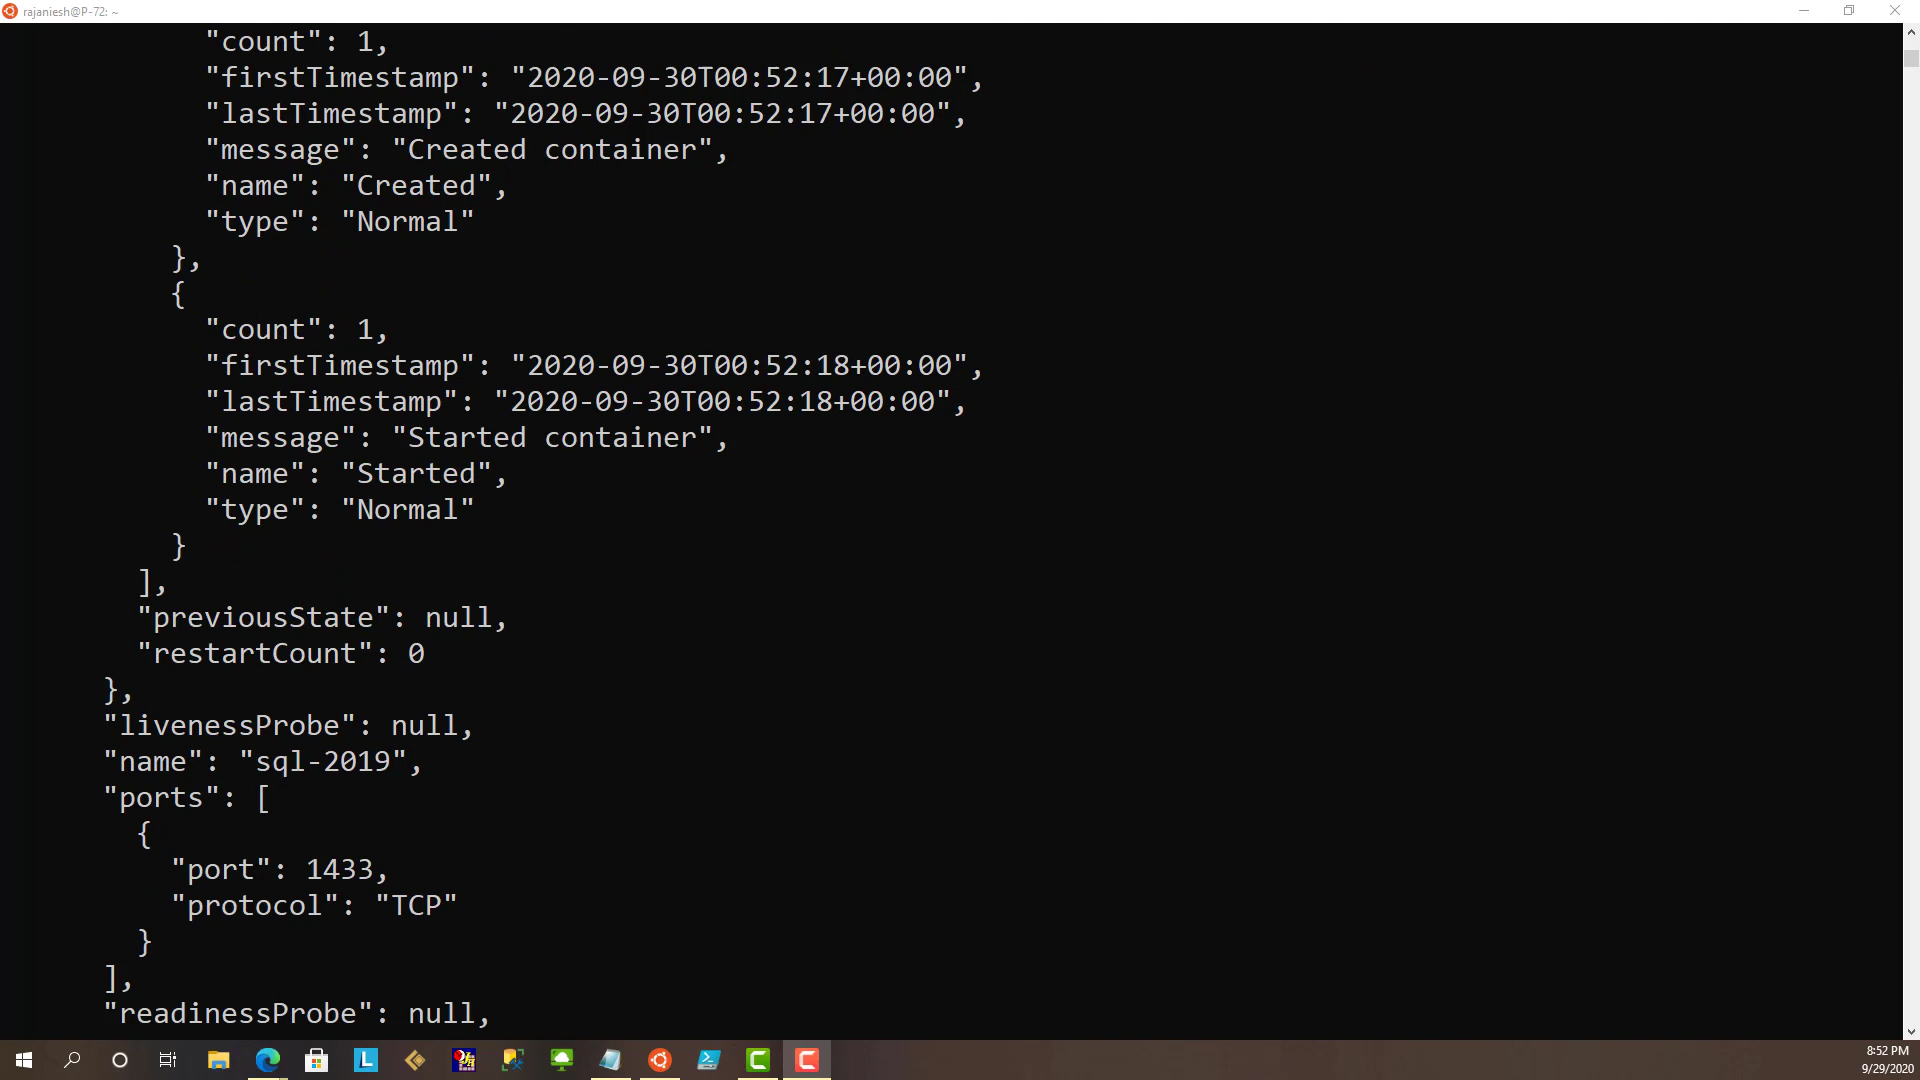 rajaniesh@P-72: ~
"count": 1,
"firstTimestamp": "2020-09-30T00:52:17+00:00",
"lastTimestamp": "2020-09-30T00:52:17+00:00",
"message": "Created container",
"name": "Created",
"type": "Normal"
},
{
"count": 1,
"firstTimestamp": "2020-09-30T00:52:18+00:00",
"lastTimestamp": "2020-09-30T00:52:18+00:00",
"message": "Started container",
"name": "Started",
"type": "Normal"
}
],
"previousState": null,
"restartCount": 0
},
"livenessProbe": null,
"name": "sql-2019",
"ports": [
{
"port": 1433,
"protocol": "TCP"
}
],
"readinessProbe": null,
L
8:52 PM
9/29/2020